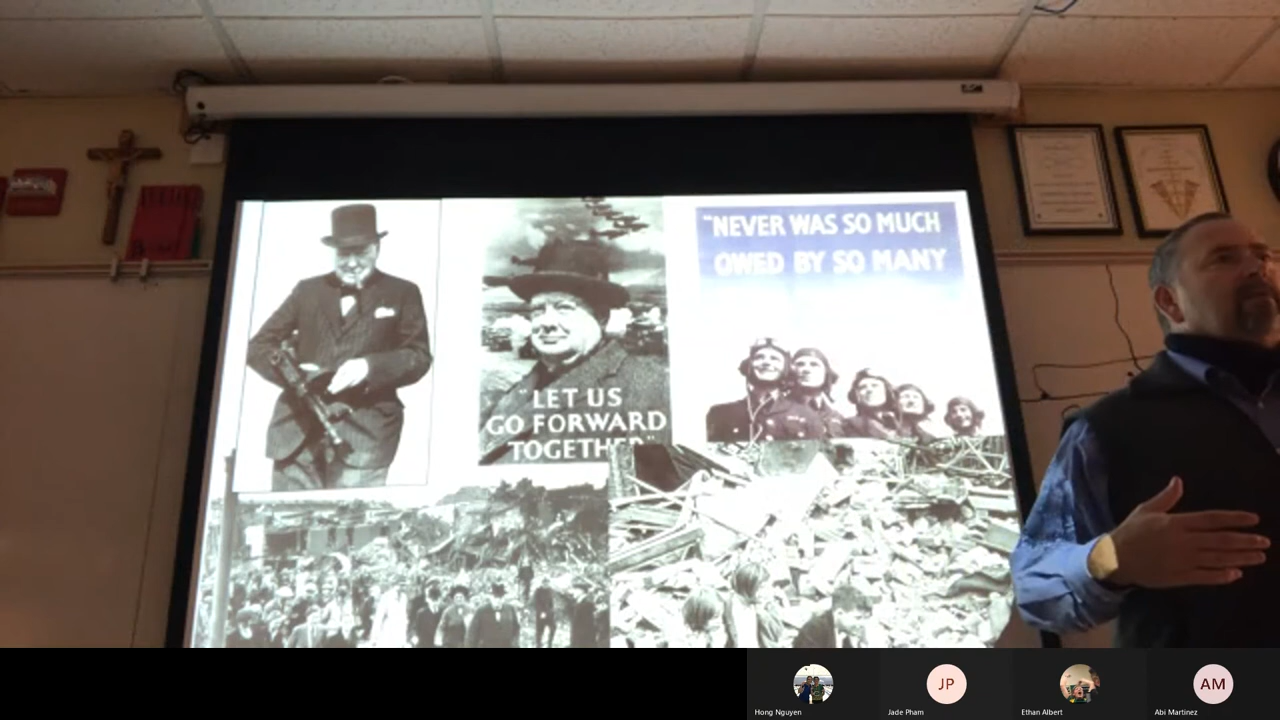 "NEVER WAS SO MUCH
OWED BY SO MANY
"LET US
GO FORWARD
TOGETHER"
Hong Nguyen
JP
Jade Pham
Ethan Albert
AM
Abi Martinez